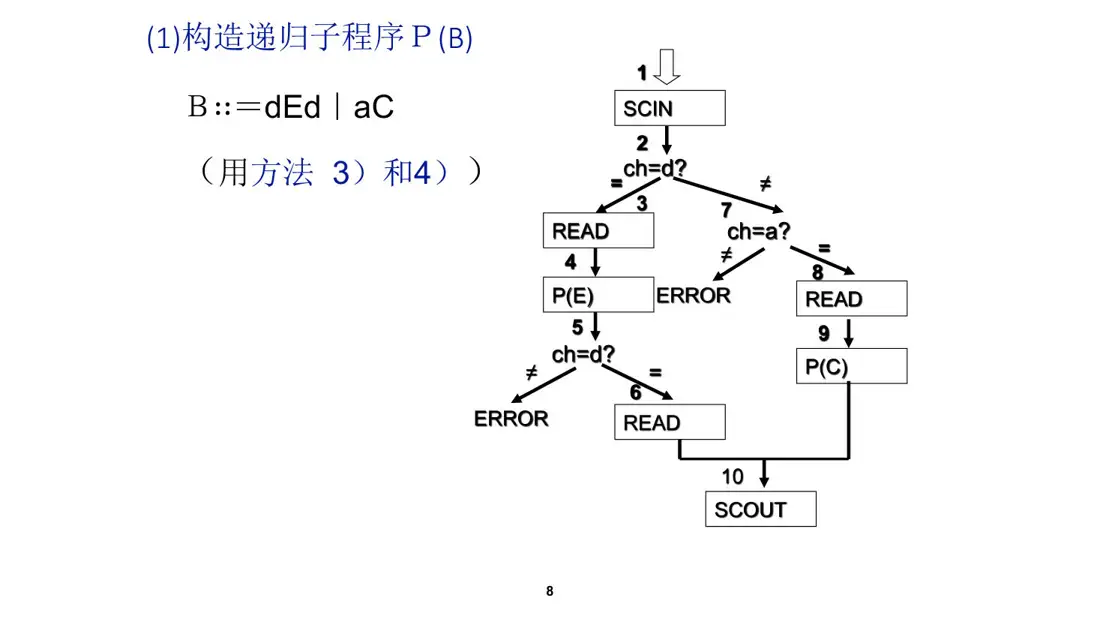 (1)构造递归子程序Ｐ(B)
Ｂ::＝dEd｜aC
（用方法 3）和4））
1
SCIN
2
ch=d?
=
≠
3
7
READ
ch=a?
4
≠
=
8
P(E)
ERROR
READ
5
9
ch=d?
P(C)
≠
=
6
ERROR
READ
10
SCOUT
8